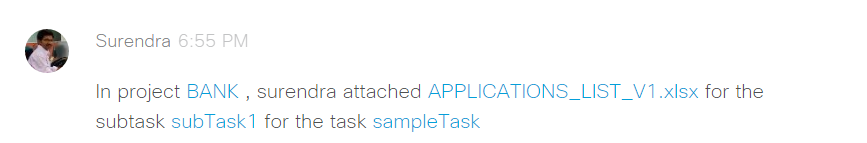 Surendra 6:55 PM
In project BANK , surendra attached APPLICATIONS_LIST_V1.xlsx for the
subtask subTask1 for the task sampleTask